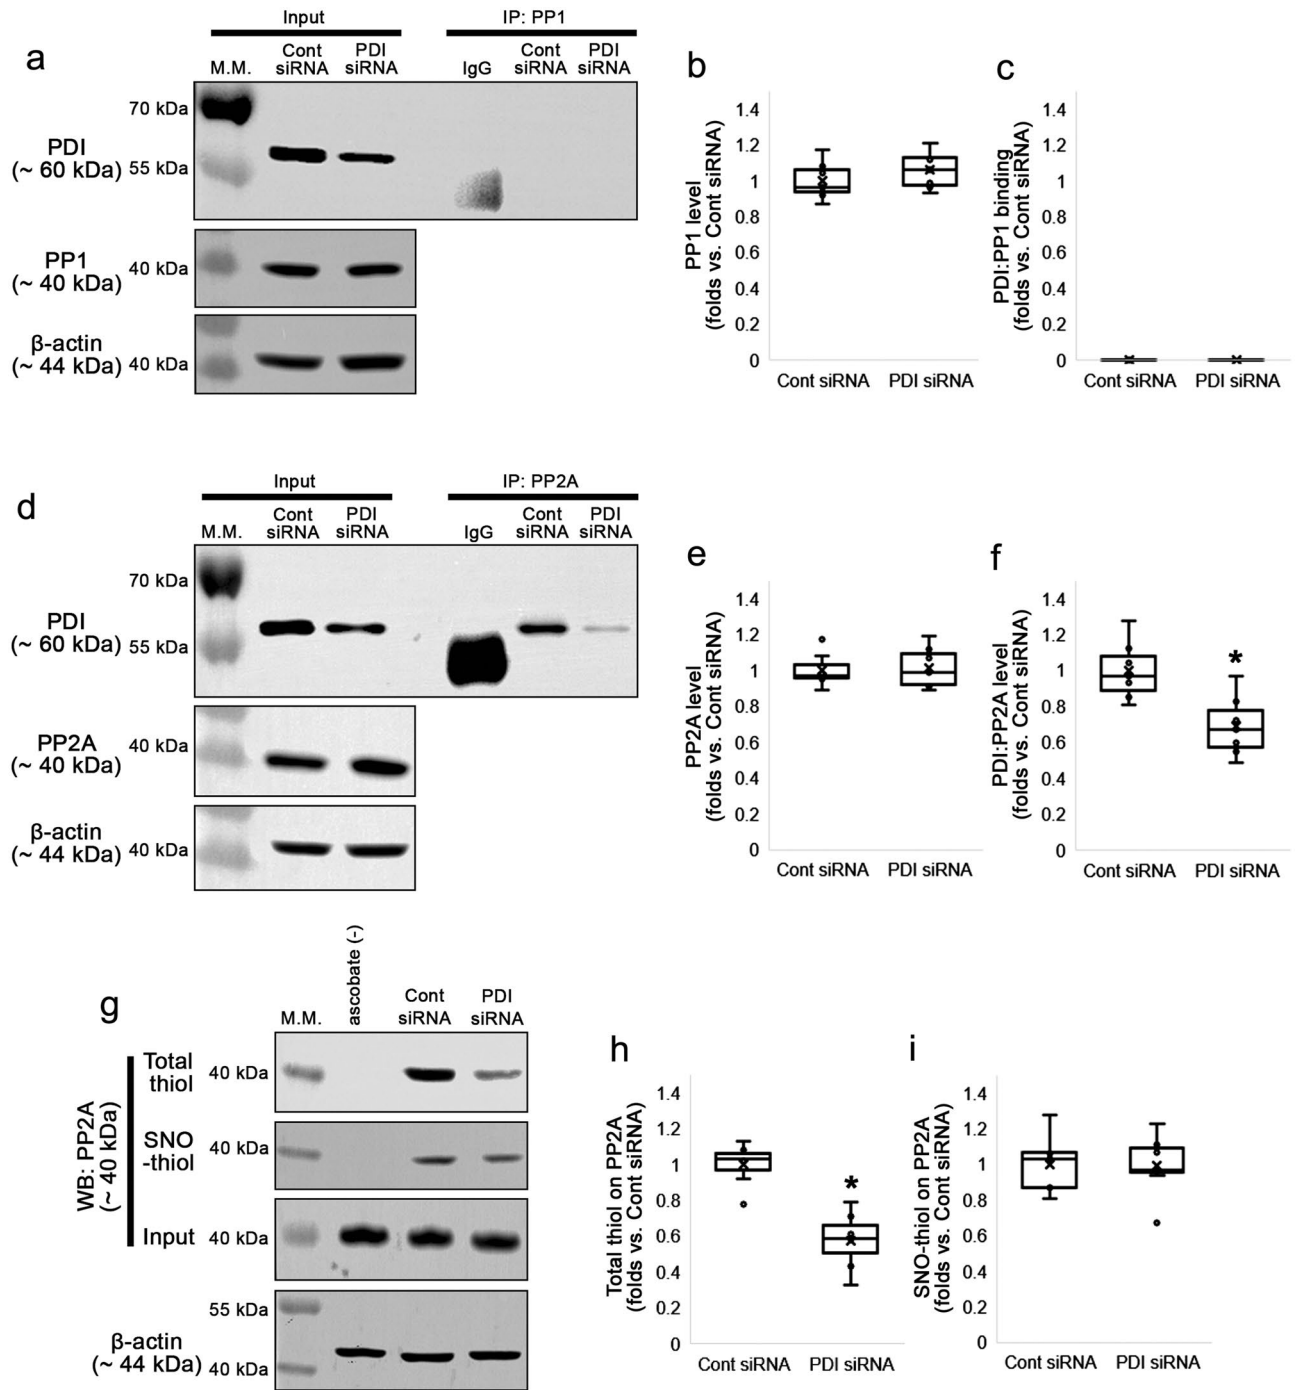 a
Input
IP: PP1
M.M.
Cont
siRNA
PDI
siRNA
IgG
Cont
siRNA
PDI
siRNA
PDI
(~ 60 kDa)
70 kDa
55 kDa
PP1
(~ 40 kDa)
40 kDa
β-actin
(~ 44 kDa)
40 kDa
b
PP1 level
(folds vs. Cont siRNA)
1.4
1.2
1
0.8
0.6
0.4
0.2
0
Cont siRNA
PDI siRNA
c
PDI:PP1 binding
(folds vs. Cont siRNA)
1.4
1.2
1
0.8
0.6
0.4
0.2
0
Cont siRNA
PDI siRNA
d
Input
IP: PP2A
M.M.
Cont
siRNA
PDI
siRNA
IgG
Cont
siRNA
PDI
siRNA
PDI
(~ 60 kDa)
70 kDa
55 kDa
PP2A
(~ 40 kDa)
40 kDa
β-actin
(~ 44 kDa)
40 kDa
e
PP2A level
(folds vs. Cont siRNA)
1.4
1.2
1
0.8
0.6
0.4
0.2
0
Cont siRNA
PDI siRNA
f
PDI:PP2A level
(folds vs. Cont siRNA)
1.4
1.2
1
0.8
0.6
0.4
0.2
0
*
Cont siRNA
PDI siRNA
g
M.M.
ascobate (-)
Cont
siRNA
PDI
siRNA
WB: PP2A
(~ 40 kDa)
Total
thiol
40 kDa
SNO
-thiol
40 kDa
Input
40 kDa
β-actin
(~ 44 kDa)
55 kDa
40 kDa
h
Total thiol on PP2A
(folds vs. Cont siRNA)
1.4
1.2
1
0.8
0.6
0.4
0.2
0
*
Cont siRNA
PDI siRNA
i
SNO-thiol on PP2A
(folds vs. Cont siRNA)
1.4
1.2
1
0.8
0.6
0.4
0.2
0
Cont siRNA
PDI siRNA